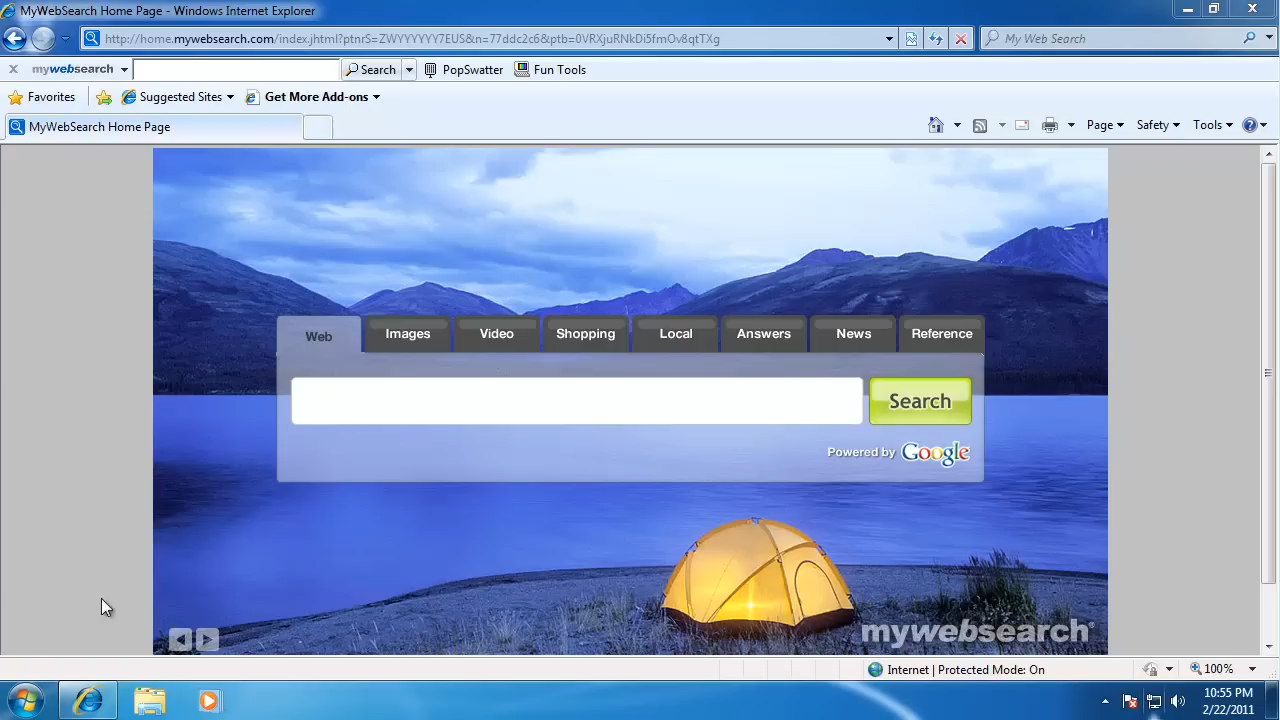 MyWebSearch Home Page - Windows Internet Explorer
http://home.mywebsearch.com/index.jhtml?ptnrS=ZWYYYYYY7EUS&n=77ddc2c6&ptb=0VRXjuRNkDi5fmOv8qtTXg
My Web Search
mywebsearch
Search
PopSwatter
Fun Tools
Favorites
Suggested Sites
Get More Add-ons
MyWebSearch Home Page
Page
Safety
Tools
Web
Images
Video
Shopping
Local
Answers
News
Reference
Search
Powered by Google
mywebsearch®
Internet | Protected Mode: On
100%
10:55 PM
2/22/2011